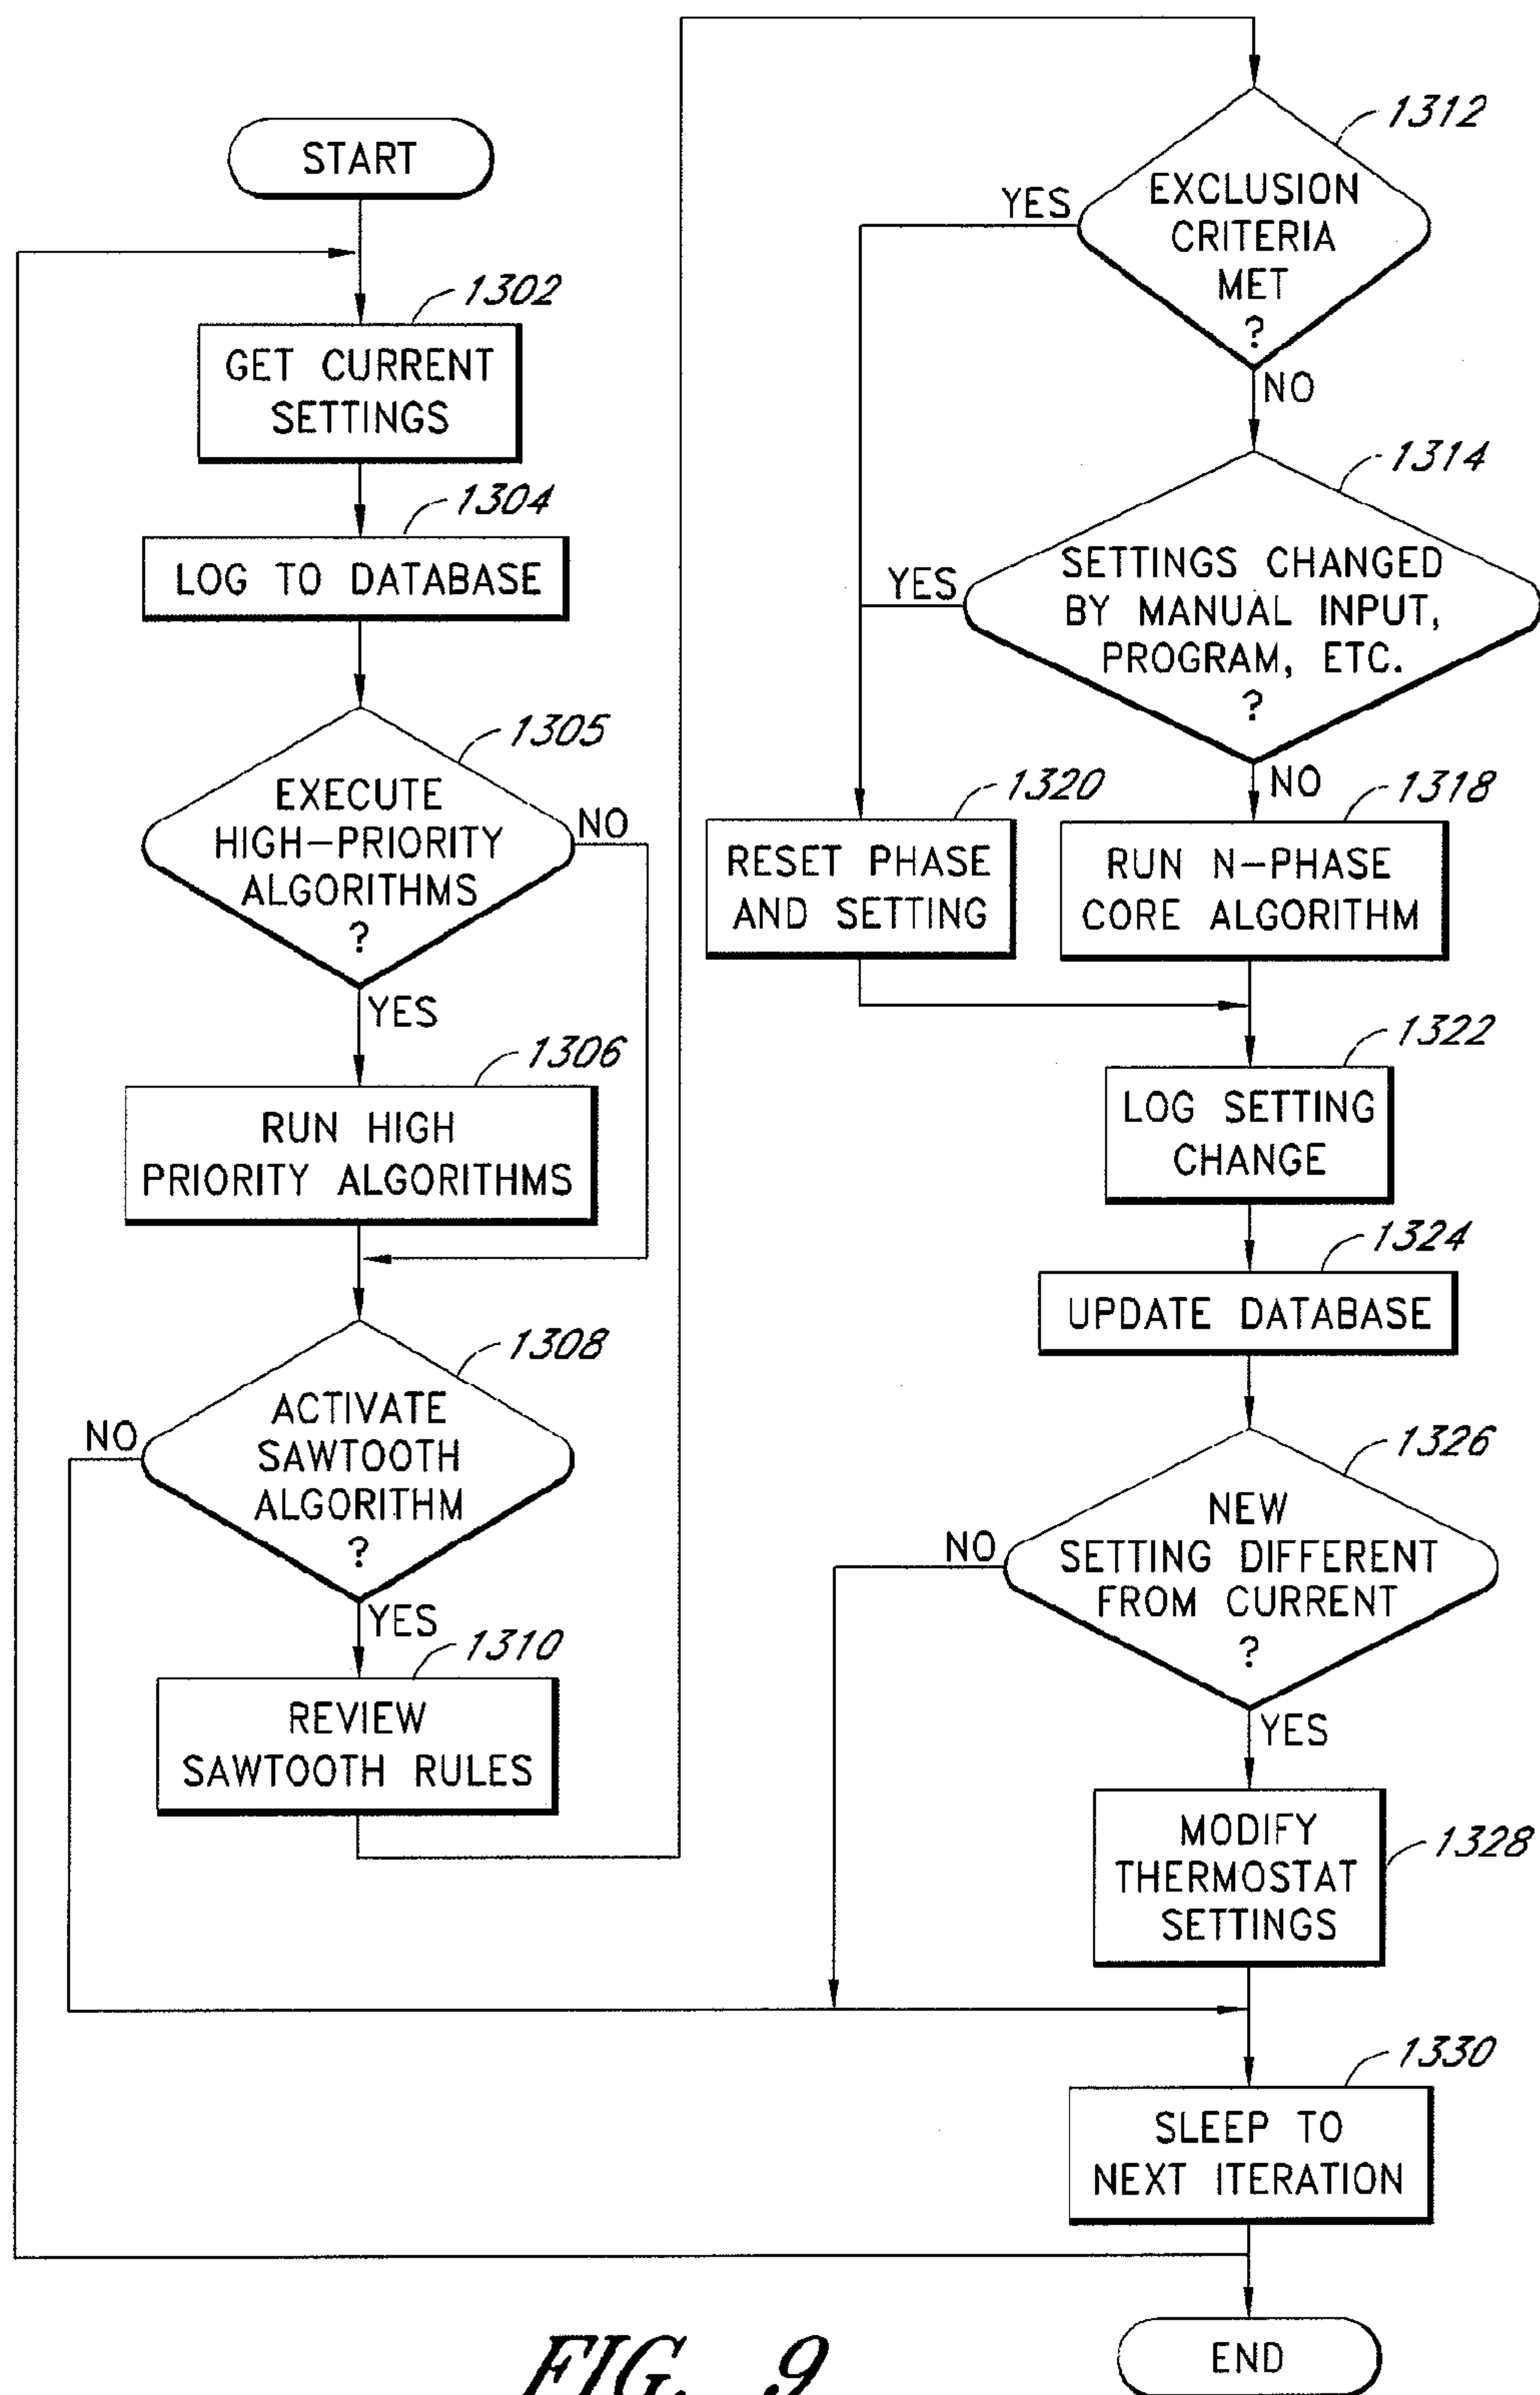 START
1302
GET CURRENT
SETTINGS
1304
LOG TO DATABASE
1305
EXECUTE
HIGH-PRIORITY
ALGORITHMS
?
NO
YES
1306
RUN HIGH
PRIORITY ALGORITHMS
1308
ACTIVATE
SAWTOOTH
ALGORITHM
?
NO
YES
1310
REVIEW
SAWTOOTH RULES
1312
EXCLUSION
CRITERIA
MET
?
YES
NO
1314
SETTINGS CHANGED
BY MANUAL INPUT,
PROGRAM, ETC.
?
YES
NO
1320
RESET PHASE
AND SETTING
1318
RUN N-PHASE
CORE ALGORITHM
1322
LOG SETTING
CHANGE
1324
UPDATE DATABASE
1326
NEW
SETTING DIFFERENT
FROM CURRENT
?
NO
YES
1328
MODIFY
THERMOSTAT
SETTINGS
1330
SLEEP TO
NEXT ITERATION
END
FIG. 9